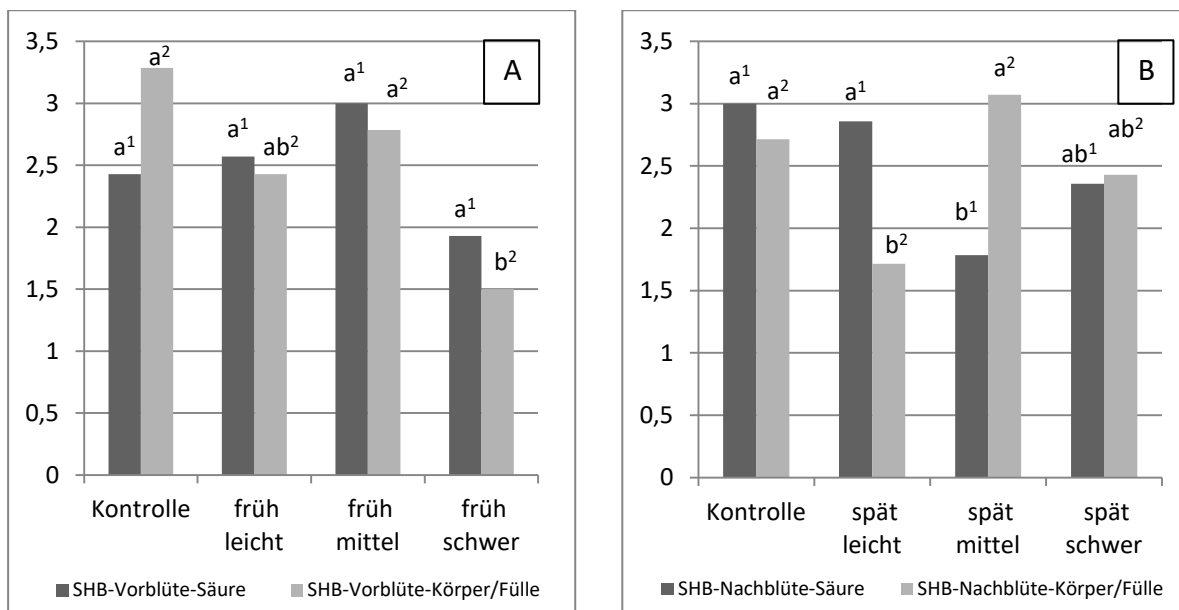 A
3,5
3
2,5
2
1,5
1
0,5
0
a¹ a²
a¹ ab²
a¹ a²
a¹ b²
Kontrolle
früh leicht
früh mittel
früh schwer
SHB-Vorblüte-Säure
SHB-Vorblüte-Körper/Fülle
B
3,5
3
2,5
2
1,5
1
0,5
0
a¹ a²
a¹ b²
b¹ a²
ab¹ ab²
Kontrolle
spät leicht
spät mittel
spät schwer
SHB-Nachblüte-Säure
SHB-Nachblüte-Körper/Fülle